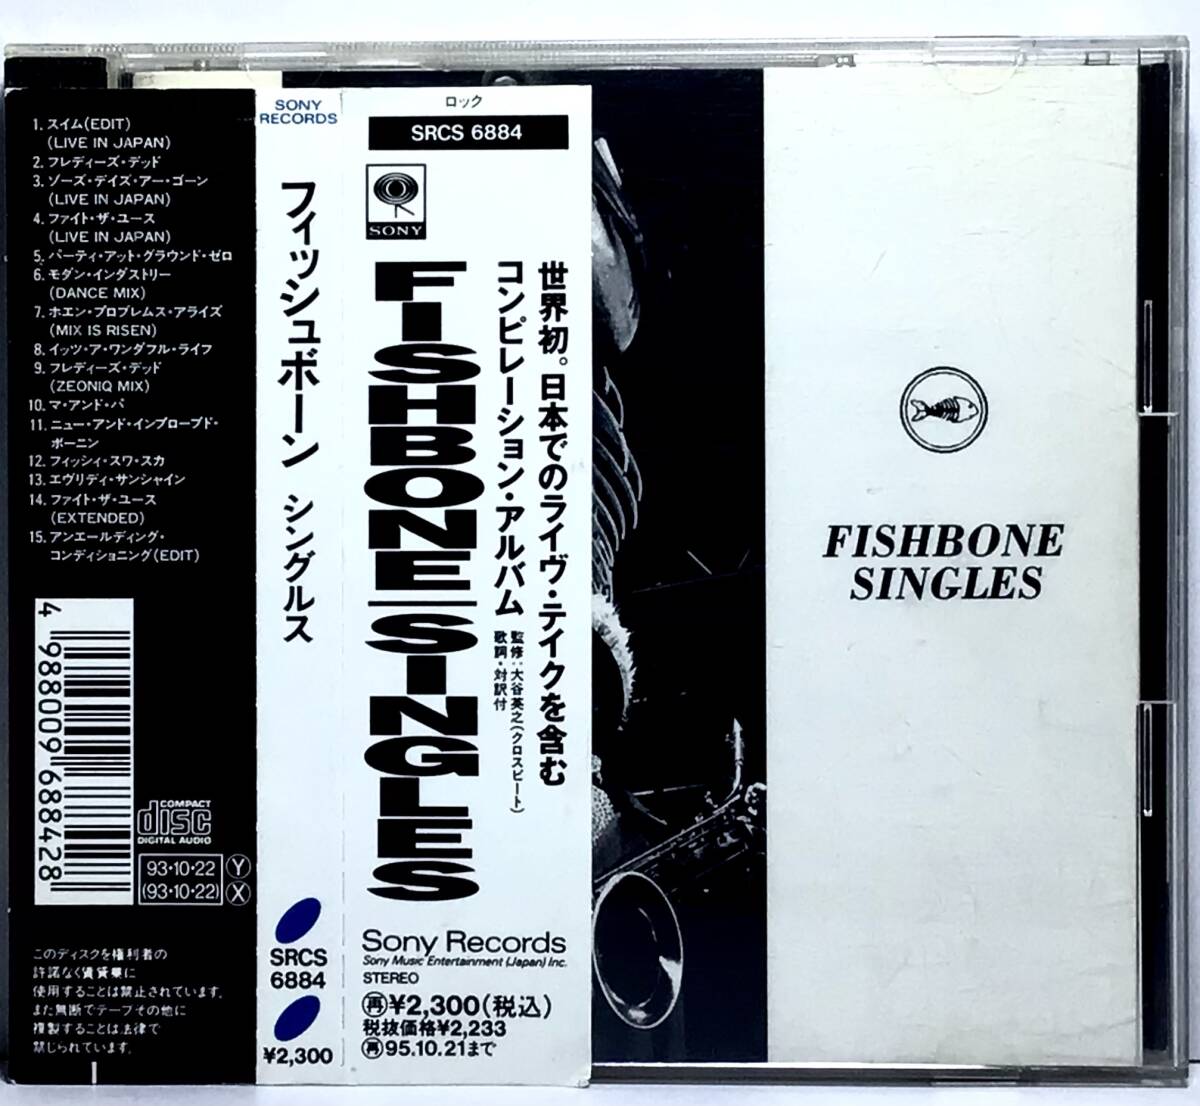 1. スイム(EDIT)
(LIVE IN JAPAN)
2. フレディーズ・デッド
3. ゾーズ・デイズ・アー・ゴーン
(LIVE IN JAPAN)
4. ファイト・ザ・ユース
(LIVE IN JAPAN)
5. パーティ・アット・グラウンド・ゼロ
6. モダン・インダストリー
(DANCE MIX)
7. ホエン・プロブレムス・アライズ
(MIX IS RISEN)
8. イッツ・ア・ワンダフル・ライフ
9. フレディーズ・デッド
(ZEONIQ MIX)
10. マ・アンド・パ
11. ニュー・アンド・インプローブド・
ボーニン
12. フィッシィ・スワ・スカ
13. エヴリディ・サンシャイン
14. ファイト・ザ・ユース
(EXTENDED)
15. アンエールディング・
コンディショニング(EDIT)
4 988009 688428
COMPACT
disc
DIGITAL AUDIO
93・10・22 Y
(93・10・22) X
このディスクを権利者の
許諾なく賃貸業に
使用することは禁止されています。
また無断でテープその他に
複製することは法律で
禁じられています。
SONY
RECORDS
フィッシュボーン シングルス
SRCS
6884
¥2,300
ロック
SRCS 6884
SONY
FISHBONE|SINGLES
世界初。日本でのライヴ・テイクを含む
コンピレーション・アルバム
監修:大谷英之(クロスビート)
歌詞・対訳付
Sony Records
Sony Music Entertainment (Japan) Inc.
STEREO
再¥2,300(税込)
税抜価格¥2,233
再95.10.21まで
FISHBONE
SINGLES